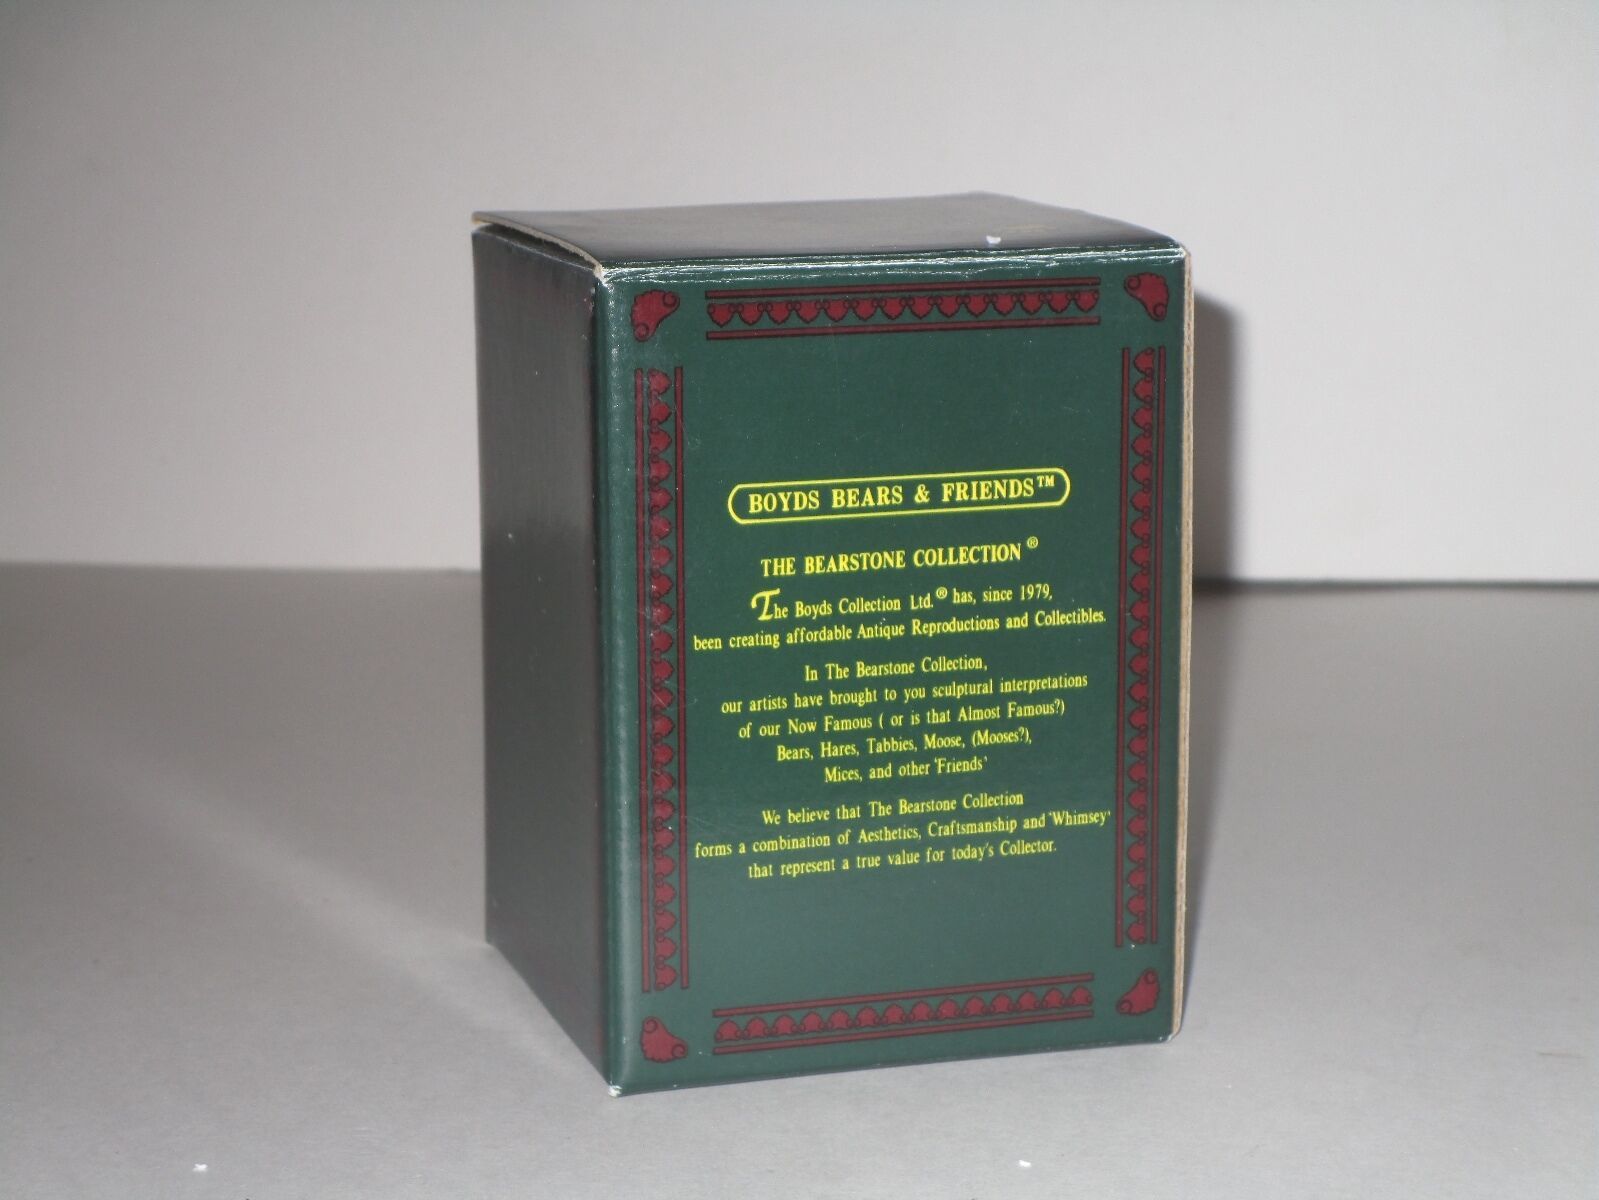 BOYDS BEARS & FRIENDS™
THE BEARSTONE COLLECTION®
The Boyds Collection Ltd.® has, since 1979,
been creating affordable Antique Reproductions and Collectibles.
In The Bearstone Collection,
our artists have brought to you sculptural interpretations
of our Now Famous ( or is that Almost Famous?)
Bears, Hares, Tabbies, Moose, (Mooses?),
Mices, and other 'Friends'
We believe that The Bearstone Collection
forms a combination of Aesthetics, Craftsmanship and 'Whimsey'
that represent a true value for today's Collector.